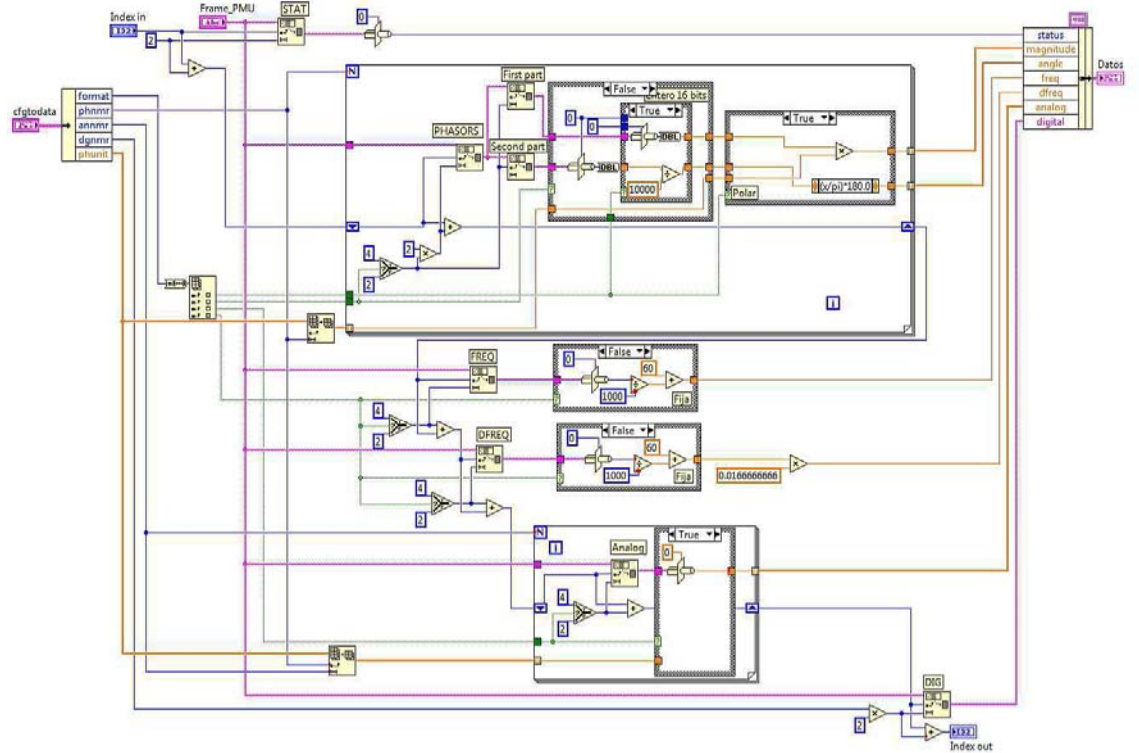 Index in
Frame_PMU
STAT
0
2
status
magnitude
angle
freq
dfreq
analog
digital
Datos
cfgtodata
format
phnmr
annmr
dgnmr
phunit
N
First part
PHASORS
Second part
False
Entero 16 bits
True
0
0
DBL
DBL
10000
True
(x/pi)*180.0
Polar
4
2
2
i
FREQ
False
0
60
1000
Fija
4
2
DFREQ
False
0
60
1000
Fija
0.0166666666
4
2
N
i
Analog
True
0
4
2
DIG
2
Index out